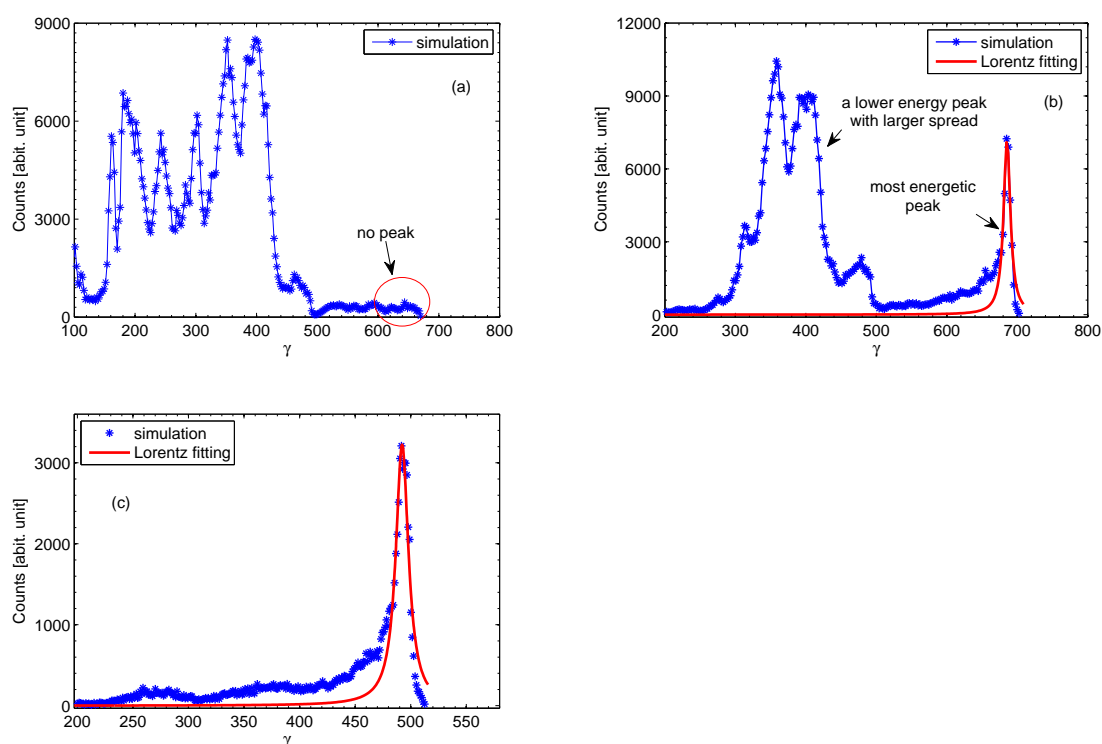 simulation
(a)
no peak
Counts [abit. unit]
9000
6000
3000
0
100 200 300 400 500 600 700 800
γ
simulation
Lorentz fitting
(b)
a lower energy peak
with larger spread
most energetic
peak
Counts [abit. unit]
12000
9000
6000
3000
0
200 300 400 500 600 700 800
γ
simulation
Lorentz fitting
(c)
Counts [abit. unit]
3000
2000
1000
0
200 250 300 350 400 450 500 550
γ